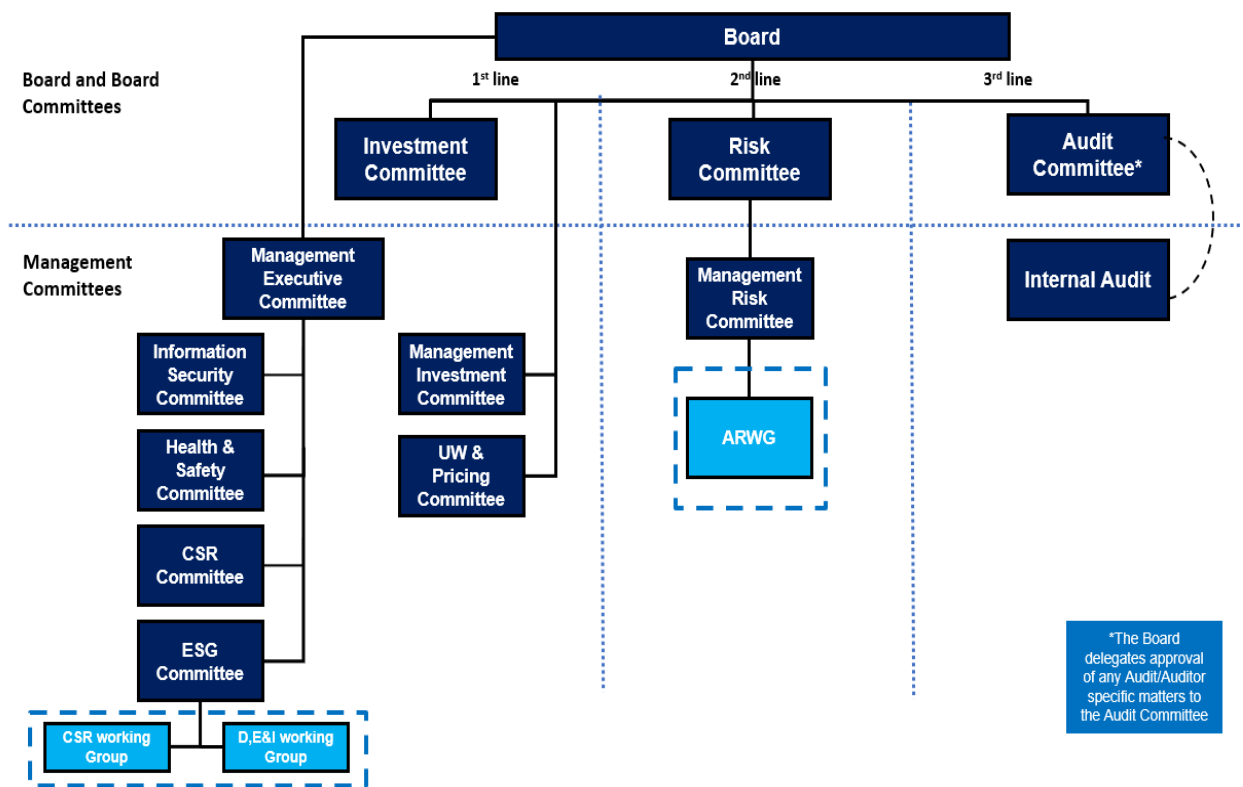 Board
Board and Board
Committees
1st line
2nd line
3rd line
Investment
Committee
Risk
Committee
Audit
Committee*
Management
Committees
Management
Executive
Committee
Management
Risk
Committee
Internal Audit
Information
Security
Committee
Management
Investment
Committee
ARWG
Health &
Safety
Committee
UW &
Pricing
Committee
CSR
Committee
ESG
Committee
*The Board
delegates approval
of any Audit/Auditor
specific matters to
the Audit Committee
CSR working
Group
D,E&I working
Group